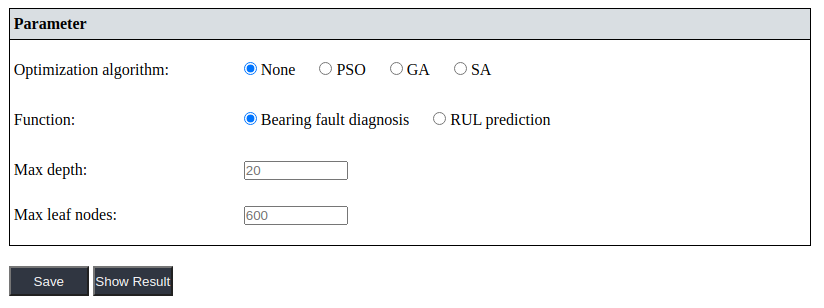 Parameter
Optimization algorithm: None PSO GA SA
Function: Bearing fault diagnosis RUL prediction
Max depth: 20
Max leaf nodes: 600
Save Show Result